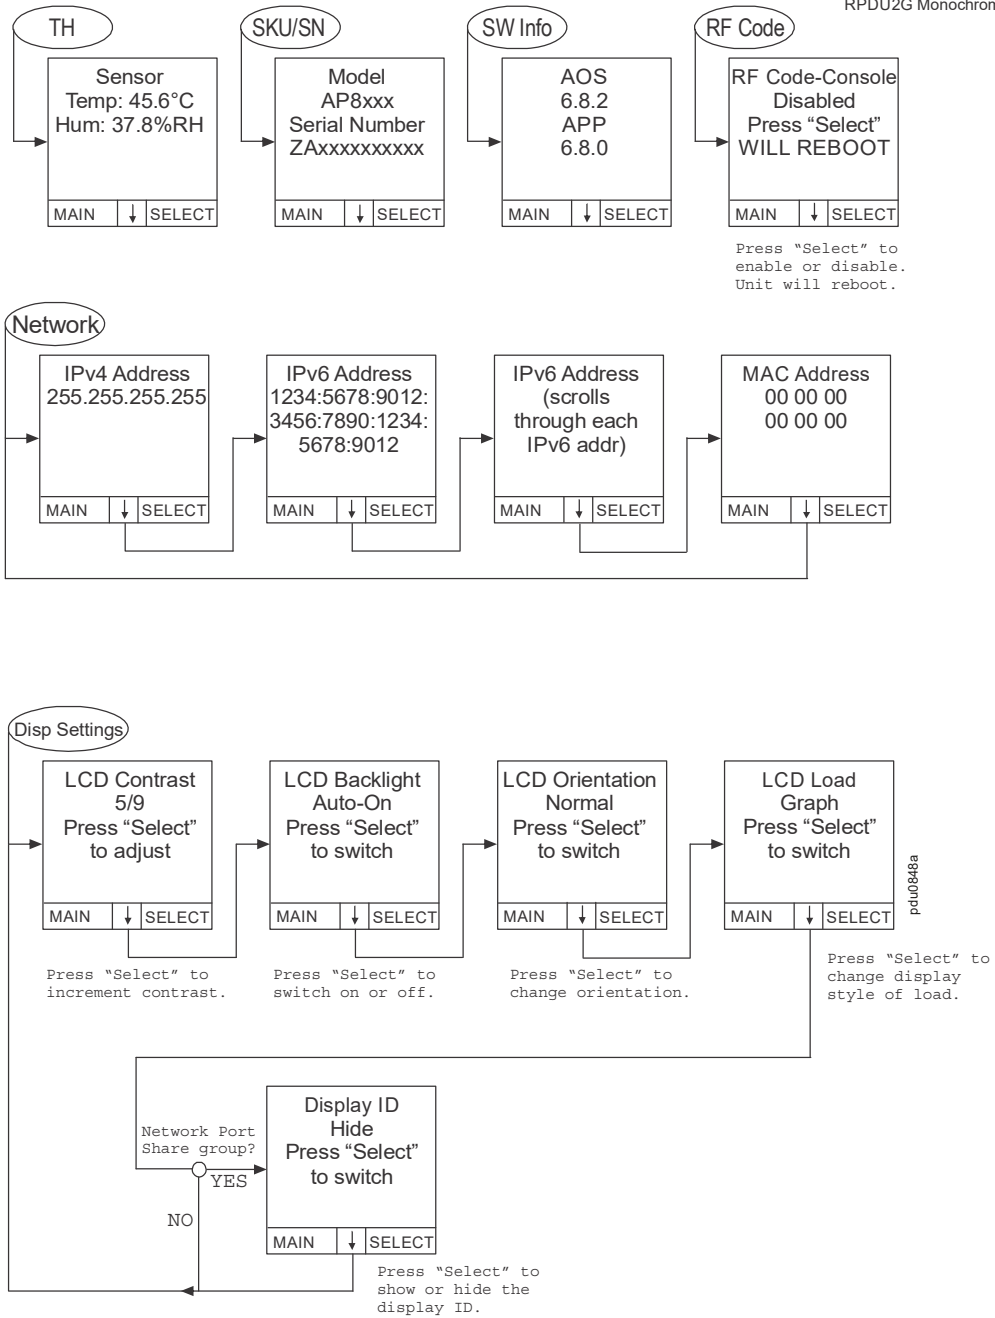 RPDU2G Monochrom
TH
SKU/SN
SW Info
RF Code
Sensor
Temp: 45.6°C
Hum: 37.8%RH
MAIN ↓ SELECT
Model
AP8xxx
Serial Number
ZAxxxxxxxxxx
MAIN ↓ SELECT
AOS
6.8.2
APP
6.8.0
MAIN ↓ SELECT
RF Code-Console
Disabled
Press “Select”
WILL REBOOT
MAIN ↓ SELECT
Press “Select” to
enable or disable.
Unit will reboot.
Network
IPv4 Address
255.255.255.255
MAIN ↓ SELECT
IPv6 Address
1234:5678:9012:
3456:7890:1234:
5678:9012
MAIN ↓ SELECT
IPv6 Address
(scrolls
through each
IPv6 addr)
MAIN ↓ SELECT
MAC Address
00 00 00
00 00 00
MAIN ↓ SELECT
Disp Settings
LCD Contrast
5/9
Press “Select”
to adjust
MAIN ↓ SELECT
Press “Select” to
increment contrast.
LCD Backlight
Auto-On
Press “Select”
to switch
MAIN ↓ SELECT
Press “Select” to
switch on or off.
LCD Orientation
Normal
Press “Select”
to switch
MAIN ↓ SELECT
Press “Select” to
change orientation.
LCD Load
Graph
Press “Select”
to switch
MAIN ↓ SELECT
pdu0848a
Press “Select” to
change display
style of load.
Network Port
Share group?
YES
NO
Display ID
Hide
Press “Select”
to switch
MAIN ↓ SELECT
Press “Select” to
show or hide the
display ID.